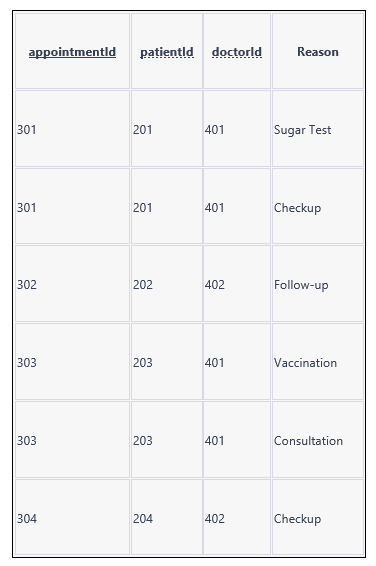 appointmentId patientId doctorId Reason
301 201 401 Sugar Test
301 201 401 Checkup
302 202 402 Follow-up
303 203 401 Vaccination
303 203 401 Consultation
304 204 402 Checkup